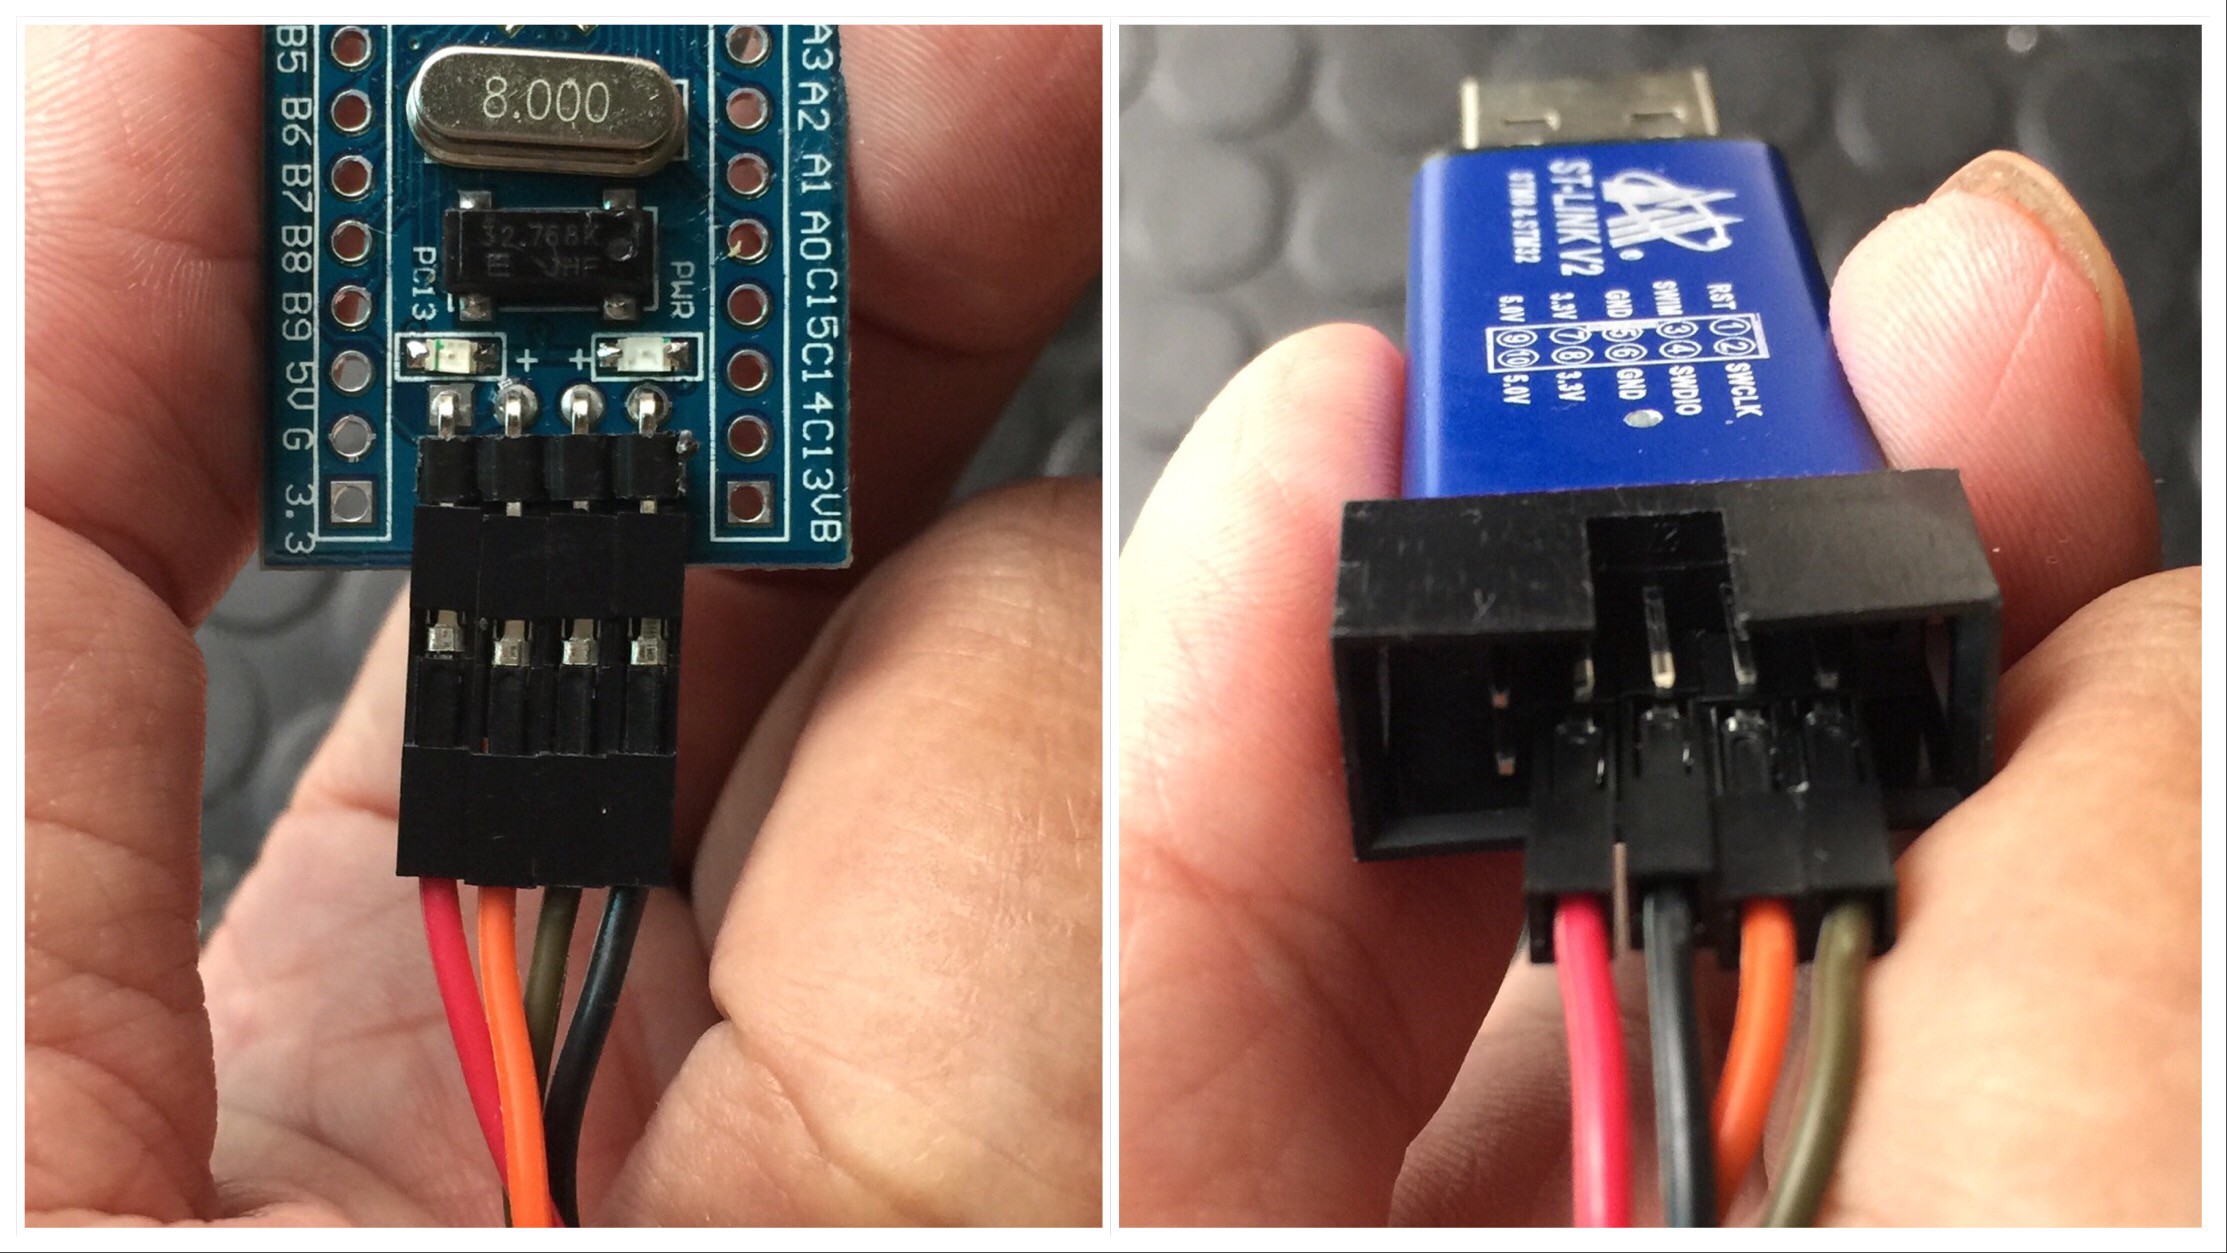 B5
B6
B7
B8
B9
5V
G
3.3
8.000
32.768K
JHF
PC13
PWR
+ +
A3
A2
A1
A0
C15
C14
C13
VB
ST-LINK V2
®
STM8 & STM32
RST ① ② SWCLK
SWIM ③ ④ SWDIO
GND ⑤ ⑥ GND
3.3V ⑦ ⑧ 3.3V
5.0V ⑨ ⑩ 5.0V